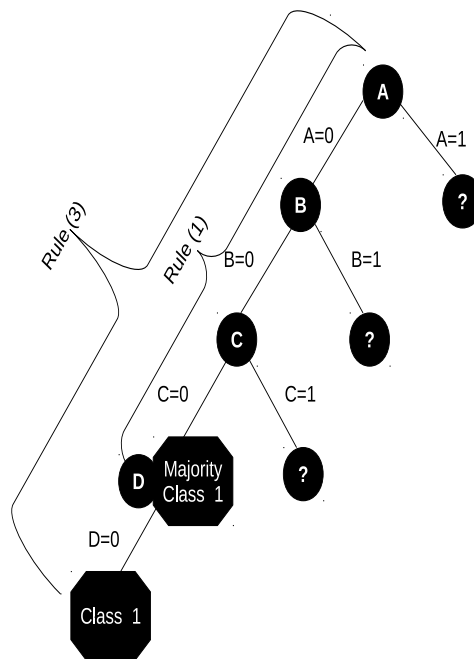 A
A=0
A=1
B
?
Rule (3)
Rule (1)
B=0
B=1
C
?
C=0
C=1
D
Majority
Class 1
?
D=0
Class 1